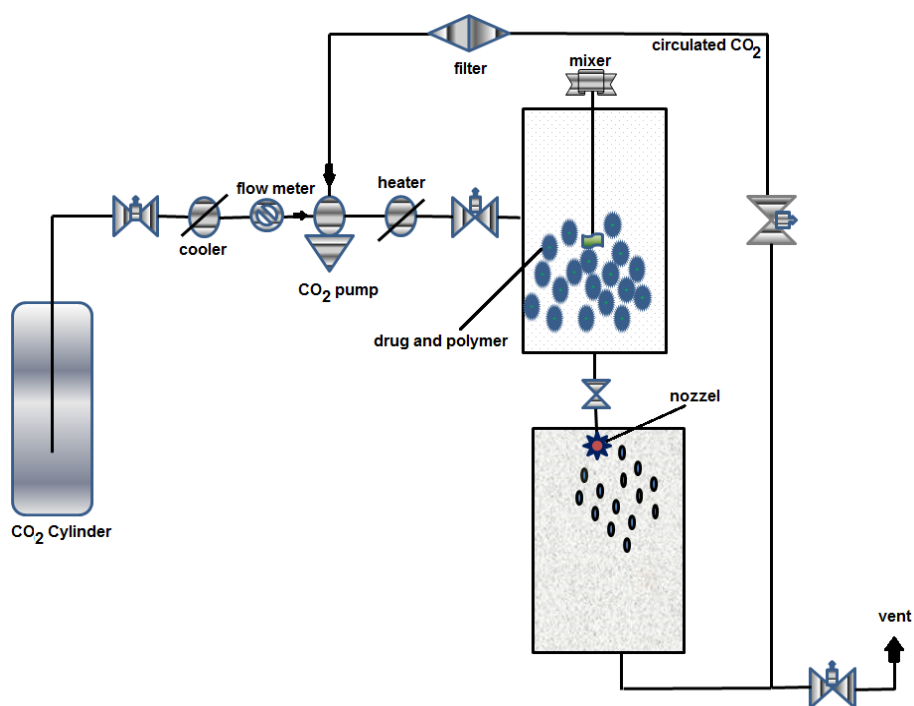 circulated CO2
filter
mixer
flow meter
heater
cooler
CO2 pump
drug and polymer
nozzel
CO2 Cylinder
vent